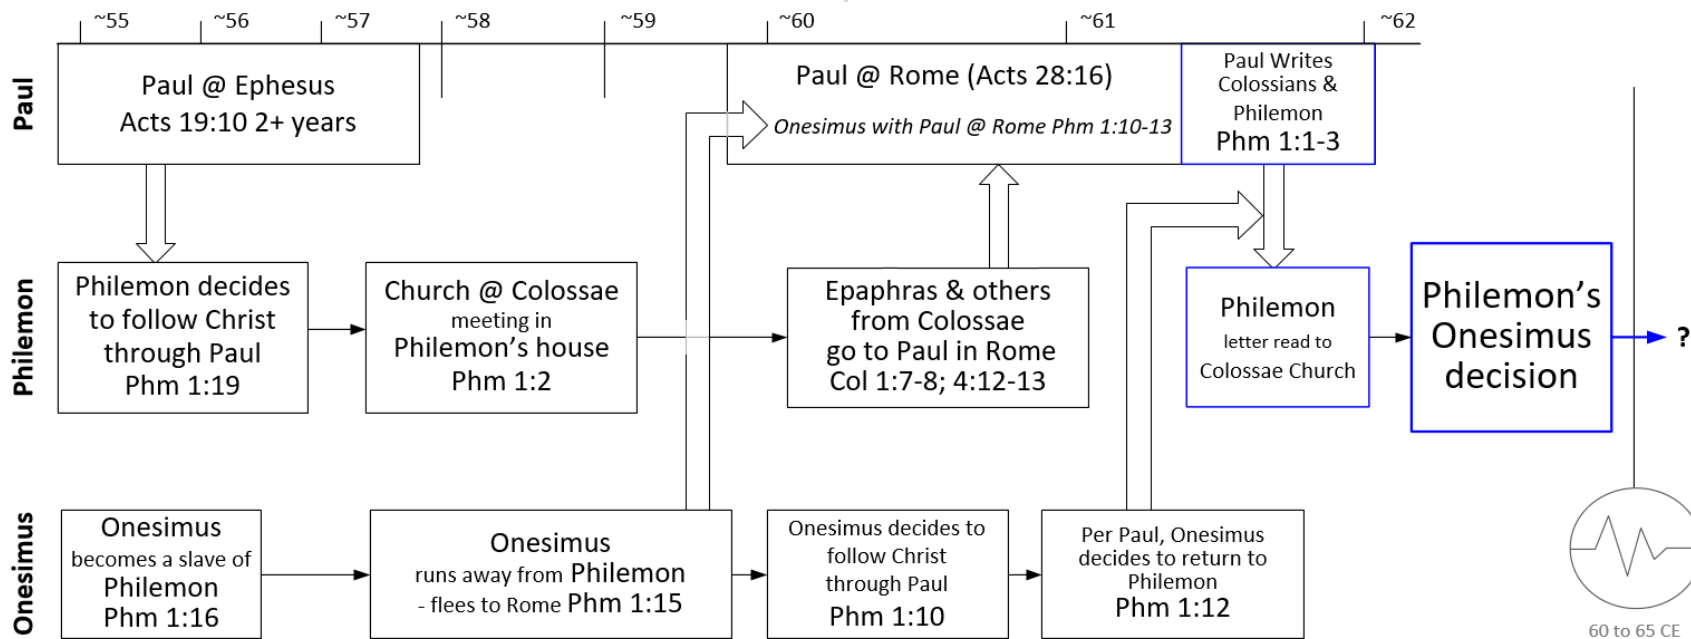 ~55
~56
~57
~58
~59
~60
~61
~62
Paul
Paul @ Ephesus
Acts 19:10 2+ years
Paul @ Rome (Acts 28:16)
Onesimus with Paul @ Rome Phm 1:10-13
Paul Writes
Colossians &
Philemon
Phm 1:1-3
Philemon
Philemon decides
to follow Christ
through Paul
Phm 1:19
Church @ Colossae
meeting in
Philemon’s house
Phm 1:2
Epaphras & others
from Colossae
go to Paul in Rome
Col 1:7-8; 4:12-13
Philemon
letter read to
Colossae Church
Philemon’s
Onesimus
decision
?
Onesimus
Onesimus
becomes a slave of
Philemon
Phm 1:16
Onesimus
runs away from Philemon
- flees to Rome Phm 1:15
Onesimus decides to
follow Christ
through Paul
Phm 1:10
Per Paul, Onesimus
decides to return to
Philemon
Phm 1:12
60 to 65 CE